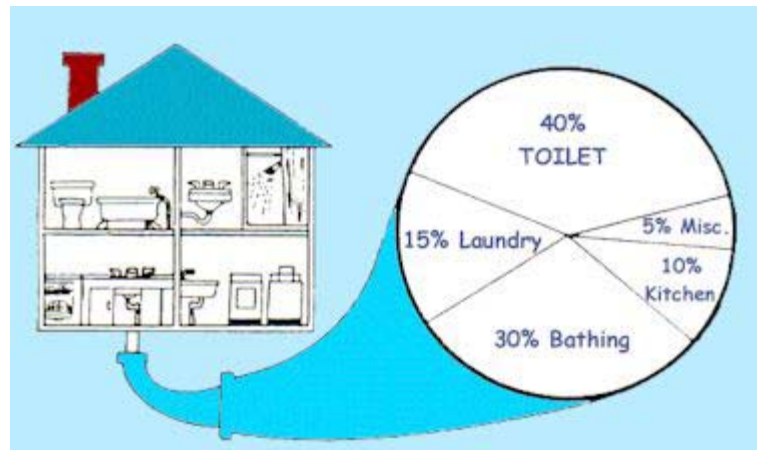 40%
TOILET
5% Misc.
15% Laundry
10%
Kitchen
30% Bathing